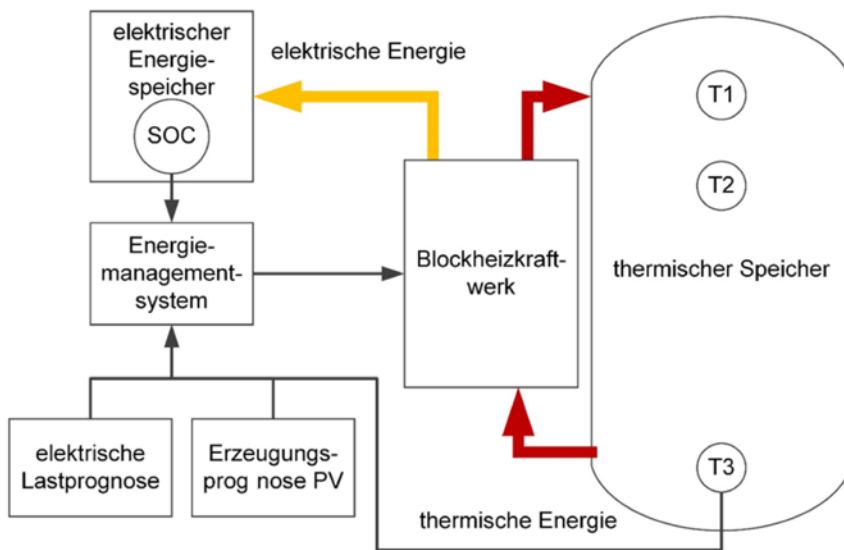 elektrischer
Energie-
speicher
SOC
elektrische Energie
T1
T2
Energie-
management-
system
Blockheizkraft-
werk
thermischer Speicher
elektrische
Lastprognose
Erzeugungs-
prog nose PV
T3
thermische Energie